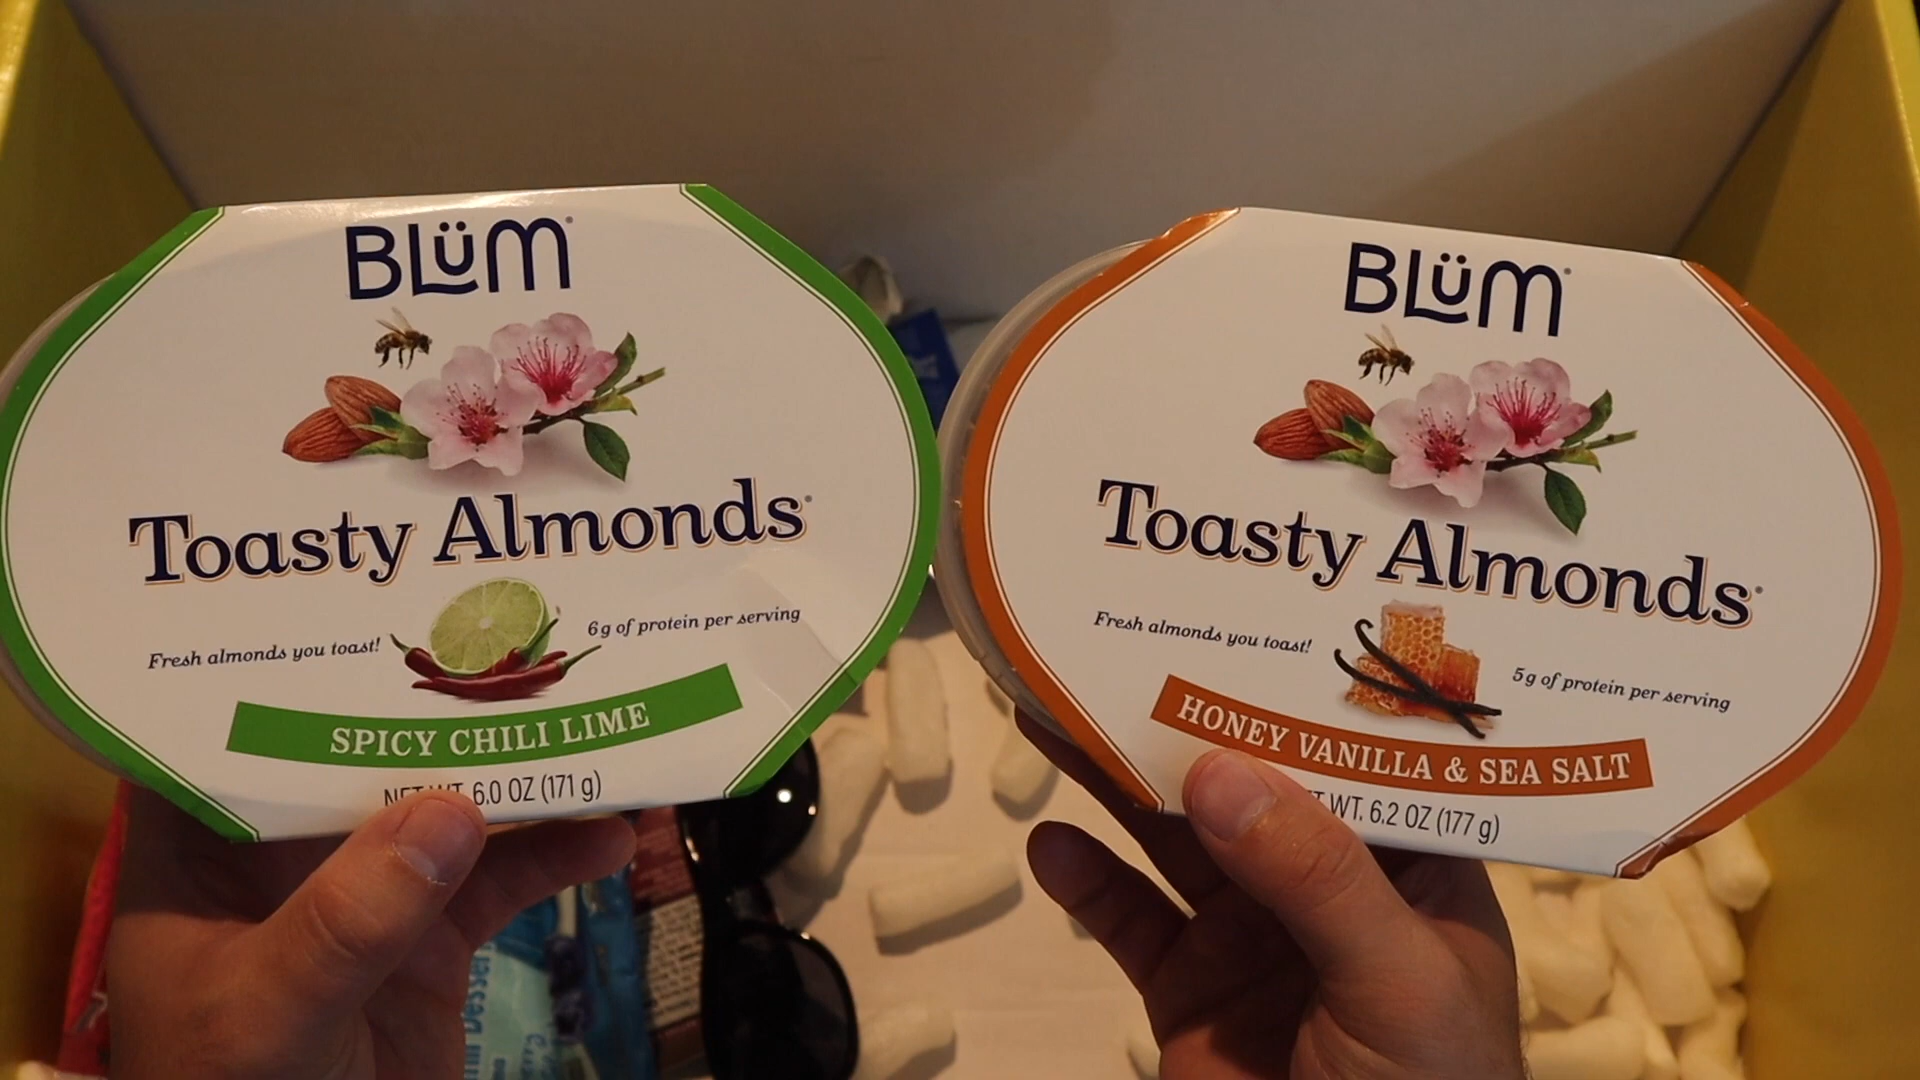 BLüM
Toasty Almonds
Fresh almonds you toast!
6g of protein per serving
SPICY CHILI LIME
NET WT. 6.0 OZ (171 g)
BLüM
Toasty Almonds
Fresh almonds you toast!
5g of protein per serving
HONEY VANILLA & SEA SALT
WT. 6.2 OZ (177 g)